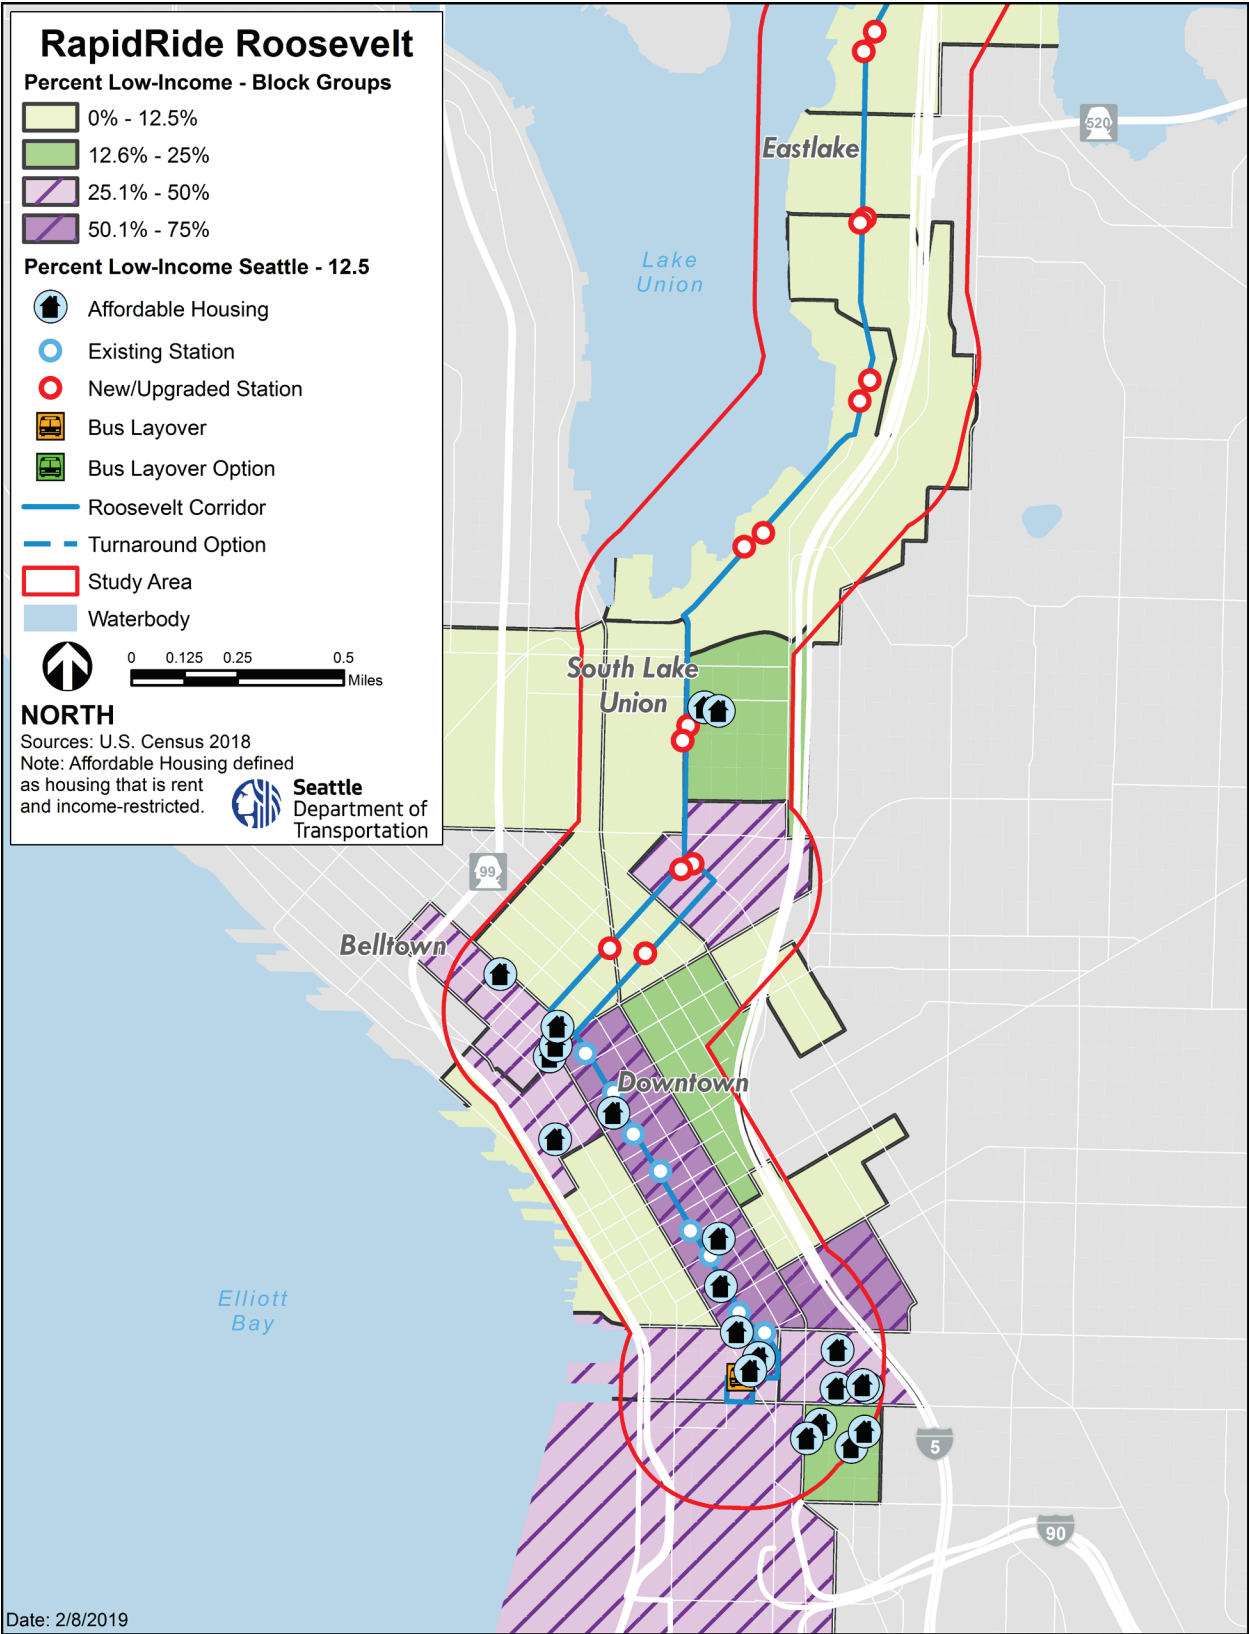 RapidRide Roosevelt
Percent Low-Income - Block Groups
0% - 12.5%
12.6% - 25%
25.1% - 50%
50.1% - 75%
Percent Low-Income Seattle - 12.5
Affordable Housing
Existing Station
New/Upgraded Station
Bus Layover
Bus Layover Option
Roosevelt Corridor
Turnaround Option
Study Area
Waterbody
0 0.125 0.25 0.5
Miles
NORTH
Sources: U.S. Census 2018
Note: Affordable Housing defined
as housing that is rent
and income-restricted.
Seattle
Department of
Transportation
520
Eastlake
Lake
Union
South Lake
Union
99
Belltown
Downtown
Elliott
Bay
5
90
Date: 2/8/2019